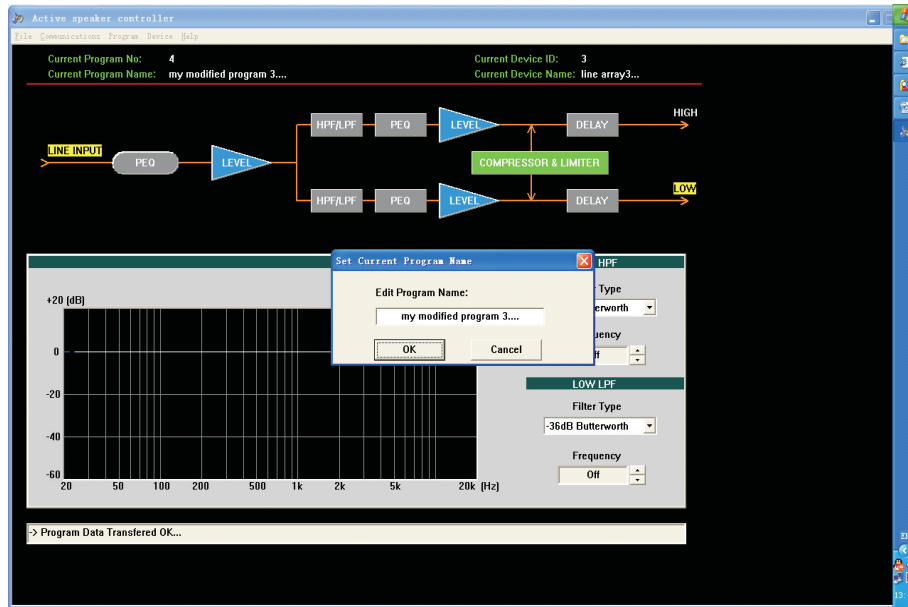 Active speaker controller
File Communications Program Device Help
Current Program No: 4
Current Device ID: 3
Current Program Name: my modified program 3....
Current Device Name: line array3...
HIGH
HPF/LPF PEQ LEVEL DELAY
LINE INPUT
PEQ LEVEL
COMPRESSOR & LIMITER
LOW
HPF/LPF PEQ LEVEL DELAY
Set Current Program Name
HPF
Edit Program Name:
my modified program 3....
OK Cancel
Type
erworth
uency
ff
+20 (dB)
0
-20
-40
-60
20 50 100 200 500 1k 2k 5k 20k (Hz)
LOW LPF
Filter Type
-36dB Butterworth
Frequency
Off
-> Program Data Transfered OK...